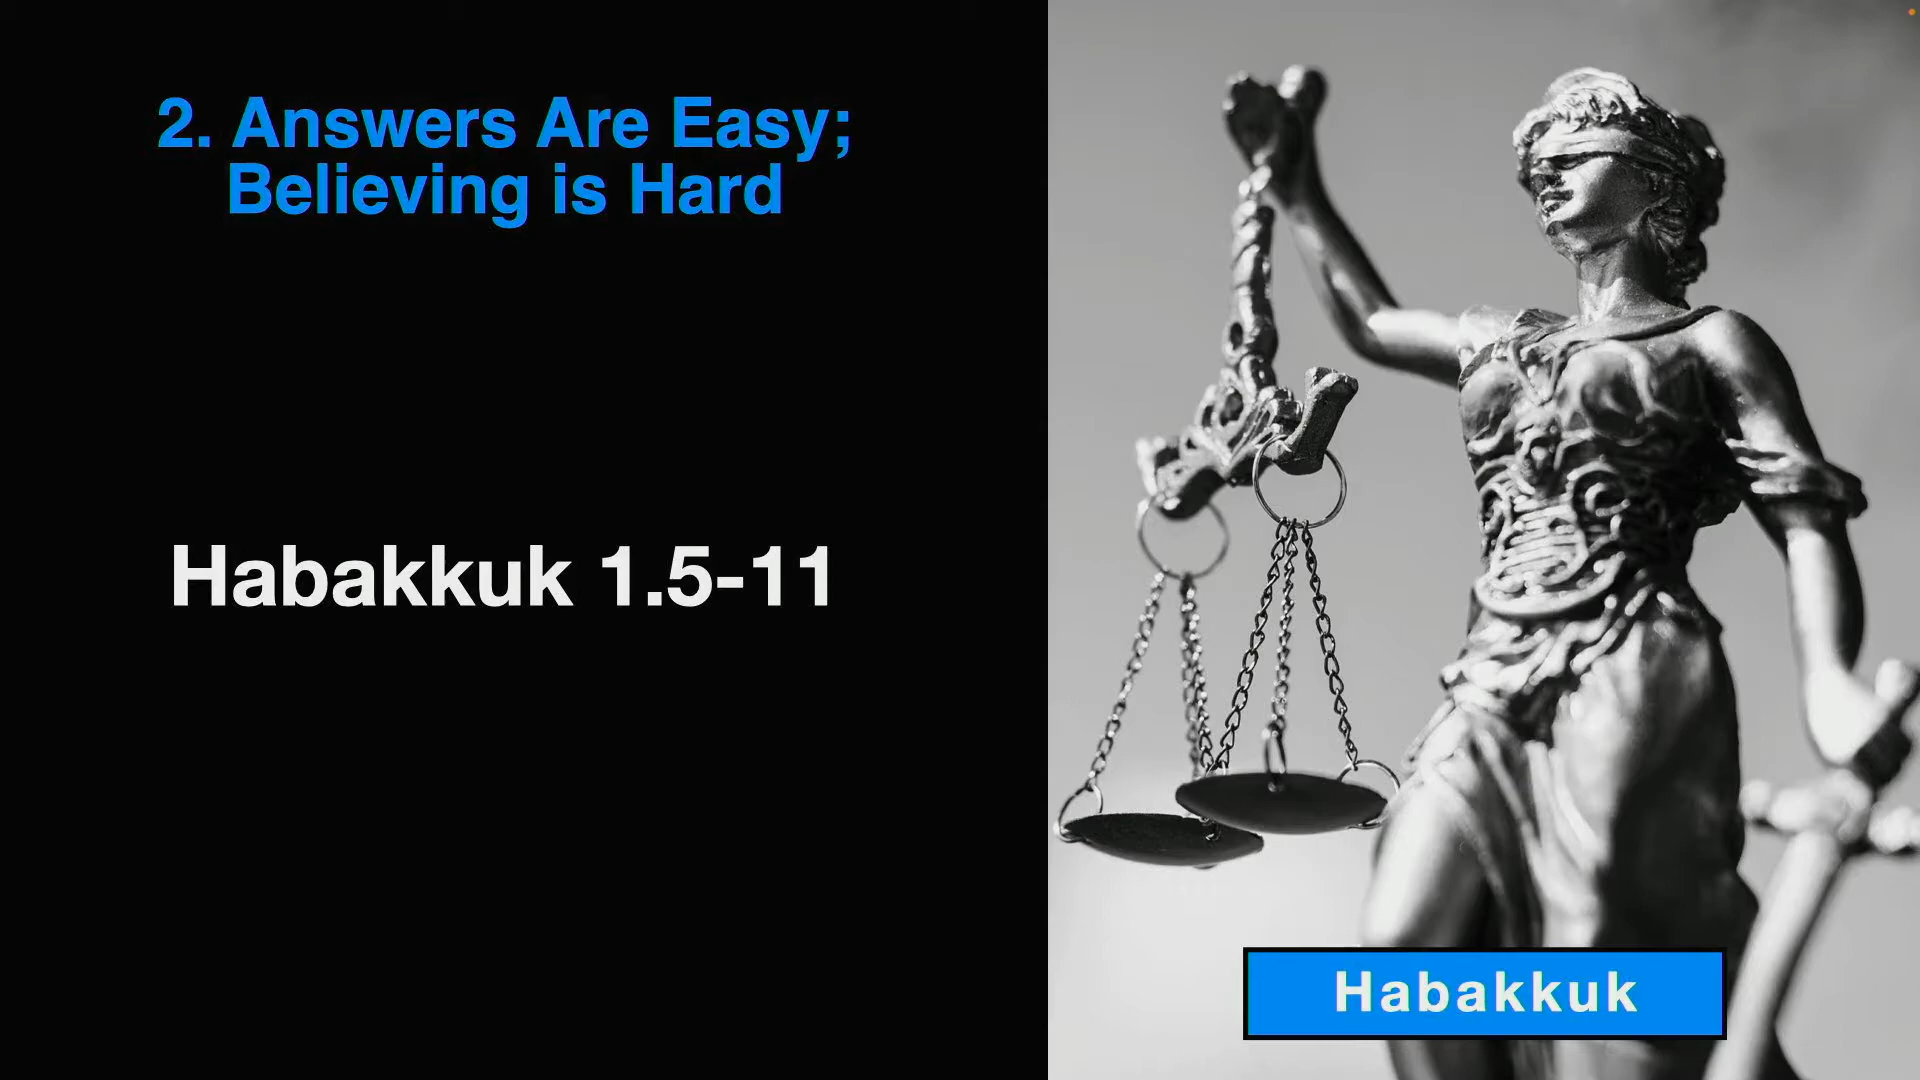 2. Answers Are Easy;
Believing is Hard
Habakkuk 1.5-11
Habakkuk